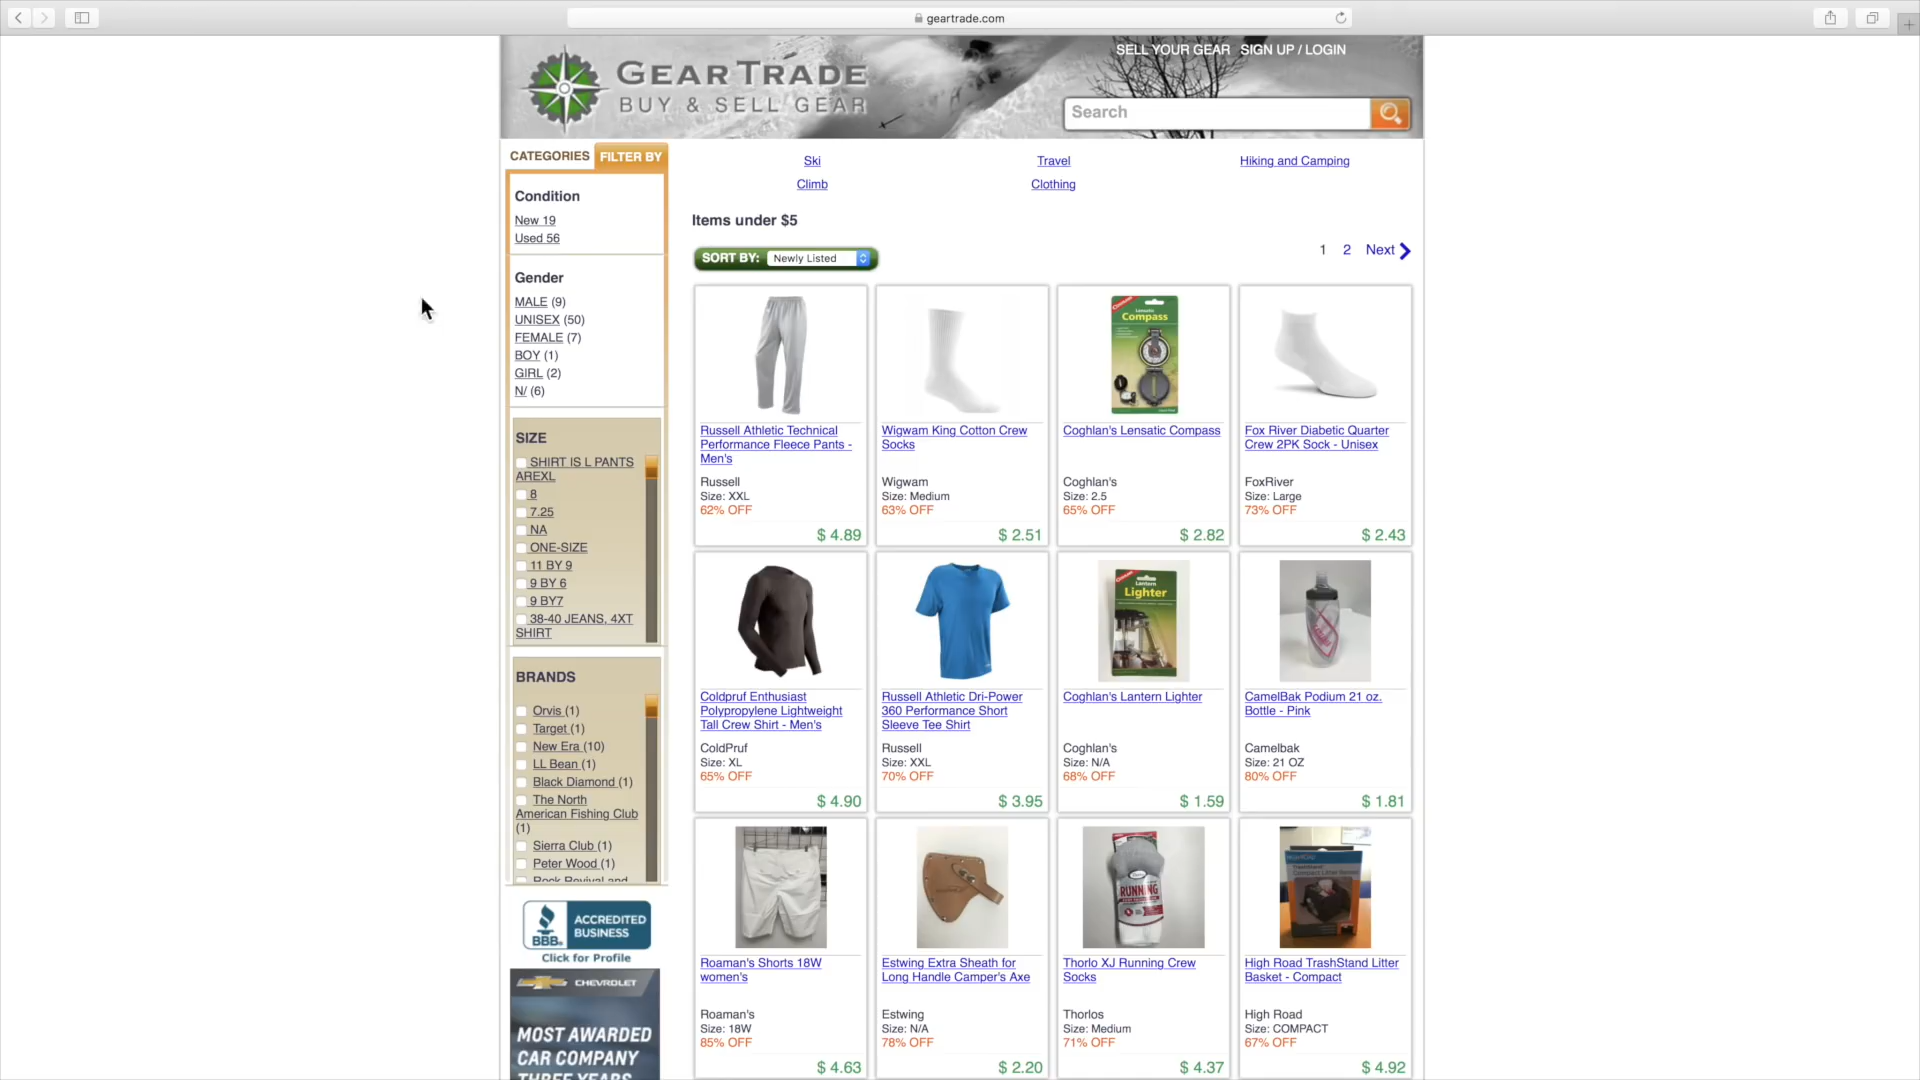 geartrade.com
SELL YOUR GEAR SIGN UP / LOGIN
GEAR TRADE
BUY & SELL GEAR
Search
CATEGORIES
FILTER BY
Condition
New 19
Used 56
Gender
MALE (9)
UNISEX (50)
FEMALE (7)
BOY (1)
GIRL (2)
N/ (6)
SIZE
SHIRT IS L PANTS
AREXL
8
7.25
NA
ONE-SIZE
11 BY 9
9 BY 6
9 BY7
38-40 JEANS, 4XT
SHIRT
BRANDS
Orvis (1)
Target (1)
New Era (10)
LL Bean (1)
Black Diamond (1)
The North
American Fishing Club
(1)
Sierra Club (1)
Peter Wood (1)
Rock Revival and
BBB
ACCREDITED
BUSINESS
Click for Profile
CHEVROLET
MOST AWARDED
CAR COMPANY
THREE YEARS
Ski
Travel
Hiking and Camping
Climb
Clothing
Items under $5
SORT BY: Newly Listed
1 2 Next
Russell Athletic Technical
Performance Fleece Pants -
Men's
Russell
Size: XXL
62% OFF
$ 4.89
Wigwam King Cotton Crew
Socks
Wigwam
Size: Medium
63% OFF
$ 2.51
Lensatic
Compass
Coghlan's Lensatic Compass
Coghlan's
Size: 2.5
65% OFF
$ 2.82
Fox River Diabetic Quarter
Crew 2PK Sock - Unisex
FoxRiver
Size: Large
73% OFF
$ 2.43
Coldpruf Enthusiast
Polypropylene Lightweight
Tall Crew Shirt - Men's
ColdPruf
Size: XL
65% OFF
$ 4.90
Russell Athletic Dri-Power
360 Performance Short
Sleeve Tee Shirt
Russell
Size: XXL
70% OFF
$ 3.95
Lantern
Lighter
Coghlan's Lantern Lighter
Coghlan's
Size: N/A
68% OFF
$ 1.59
CamelBak Podium 21 oz.
Bottle - Pink
Camelbak
Size: 21 OZ
80% OFF
$ 1.81
Roaman's Shorts 18W
women's
Roaman's
Size: 18W
85% OFF
$ 4.63
Estwing Extra Sheath for
Long Handle Camper's Axe
Estwing
Size: N/A
78% OFF
$ 2.20
RUNNING
Thorlo XJ Running Crew
Socks
Thorlos
Size: Medium
71% OFF
$ 4.37
High Road TrashStand Litter
Basket - Compact
High Road
Size: COMPACT
67% OFF
$ 4.92